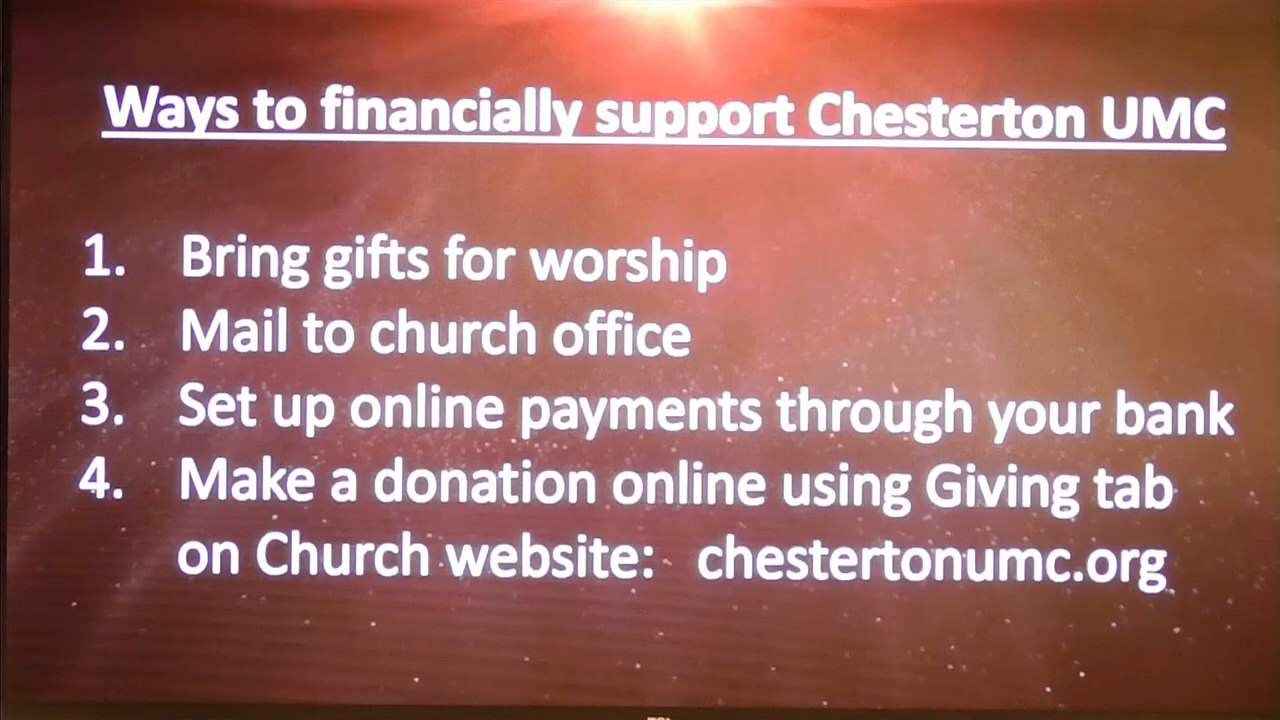 Ways to financially support Chesterton UMC
1. Bring gifts for worship
2. Mail to church office
3. Set up online payments through your bank
4. Make a donation online using Giving tab
on Church website: chestertonumc.org